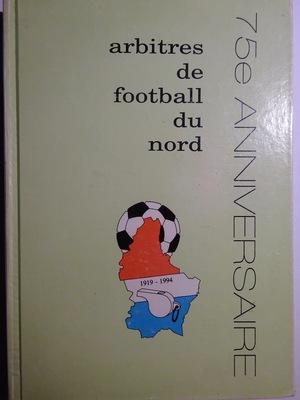 arbitres
de
football
du
nord
75e ANNIVERSAIRE
1919 - 1994